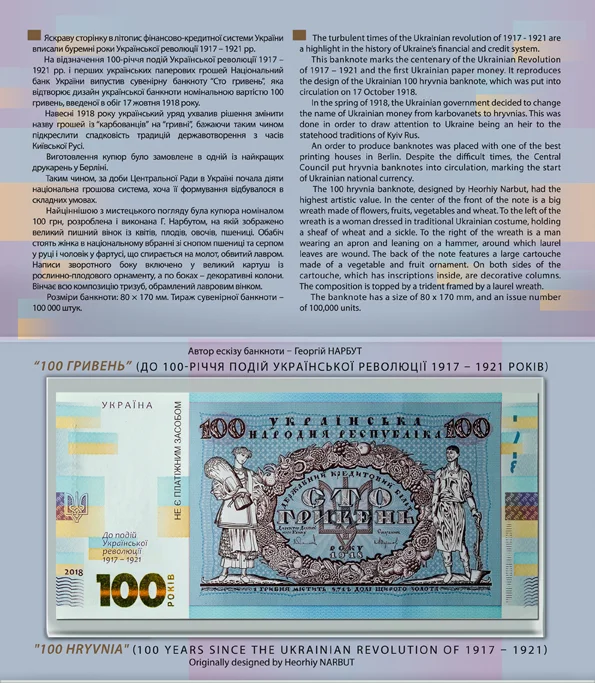 Яскраву сторінку в літопис фінансово-кредитної системи України
вписали буремні роки Української революції 1917 – 1921 рр.
На відзначення 100-річчя подій Української революції 1917 –
1921 рр. і перших українських паперових грошей Національний
банк України випустив сувенірну банкноту "Сто гривень", яка
відтворює дизайн української банкноти номінальною вартістю 100
гривень, введеної в обіг 17 жовтня 1918 року.
Навесні 1918 року український уряд ухвалив рішення змінити
назву грошей із "карбованців" на "гривні", бажаючи таким чином
підкреслити спадковість традицій державотворення з часів
Київської Русі.
Виготовлення купюр було замовлене в одній із найкращих
друкарень у Берліні.
Таким чином, за доби Центральної Ради в Україні почала діяти
національна грошова система, хоча її формування відбувалося в
складних умовах.
Найціннішою з мистецького погляду була купюра номіналом
100 грн, розроблена і виконана Г. Нарбутом, на якій зображено
великий пишний вінок із квітів, плодів, овочів, пшениці. Обабіч
стоять жінка в національному вбранні зі снопом пшениці та серпом
у руці і чоловік у фартусі, що спирається на молот, обвитий лавром.
Написи зворотного боку включено у великий картуш із
рослинно-плодового орнаменту, а по боках – декоративні колони.
Вінчає всю композицію тризуб, обрамлений лавровим вінком.
Розміри банкноти: 80 × 170 мм. Тираж сувенірної банкноти –
100 000 штук.
The turbulent times of the Ukrainian revolution of 1917 - 1921 are
a highlight in the history of Ukraine's financial and credit system.
This banknote marks the centenary of the Ukrainian Revolution
of 1917 – 1921 and the first Ukrainian paper money. It reproduces
the design of the Ukrainian 100 hryvnia banknote, which was put into
circulation on 17 October 1918.
In the spring of 1918, the Ukrainian government decided to change
the name of Ukrainian money from karbovanets to hryvnias. This was
done in order to draw attention to Ukraine being an heir to the
statehood traditions of Kyiv Rus.
An order to produce banknotes was placed with one of the best
printing houses in Berlin. Despite the difficult times, the Central
Council put hryvnia banknotes into circulation, marking the start
of Ukrainian national currency.
The 100 hryvnia banknote, designed by Heorhiy Narbut, had the
highest artistic value. In the center of the front of the note is a big
wreath made of flowers, fruits, vegetables and wheat. To the left of the
wreath is a woman dressed in traditional Ukrainian costume, holding
a sheaf of wheat and a sickle. To the right of the wreath is a man
wearing an apron and leaning on a hammer, around which laurel
leaves are wound. The back of the note features a large cartouche
made of a vegetable and fruit ornament. On both sides of the
cartouche, which has inscriptions inside, are decorative columns.
The composition is topped by a trident framed by a laurel wreath.
The banknote has a size of 80 x 170 mm, and an issue number
of 100,000 units.
Автор ескізу банкноти – Георгій НАРБУТ
"100 ГРИВЕНЬ" (ДО 100-РІЧЧЯ ПОДІЙ УКРАЇНСЬКОЇ РЕВОЛЮЦІЇ 1917 – 1921 РОКІВ)
УКРАЇНА
НЕ Є ПЛАТІЖНИМ ЗАСОБОМ
До подій
Української
революції
1917 – 1921
2018
100
РОКІВ
100
УКРАЇНСЬКА
НАРОДНЯ РЕСПУБЛІКА
100
ДЕРЖАВНИЙ КРЕДИТОВИЙ БІЛЕТ
СТО
ГРИВЕНЬ
РОКУ
1918
"100 HRYVNIA" (100 YEARS SINCE THE UKRAINIAN REVOLUTION OF 1917 – 1921)
Originally designed by Heorhiy NARBUT